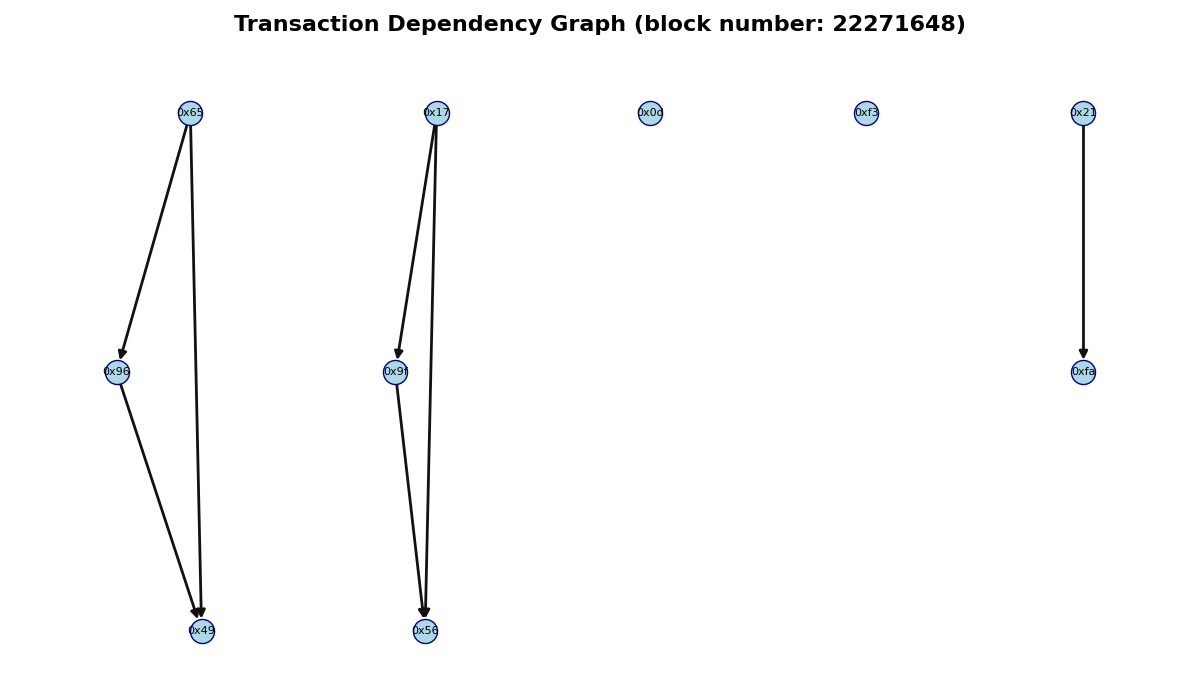 Transaction Dependency Graph (block number: 22271648)
0x65
0x17
0x0d
0xf3
0x21
0x96
0x9f
0xfa
0x49
0x56